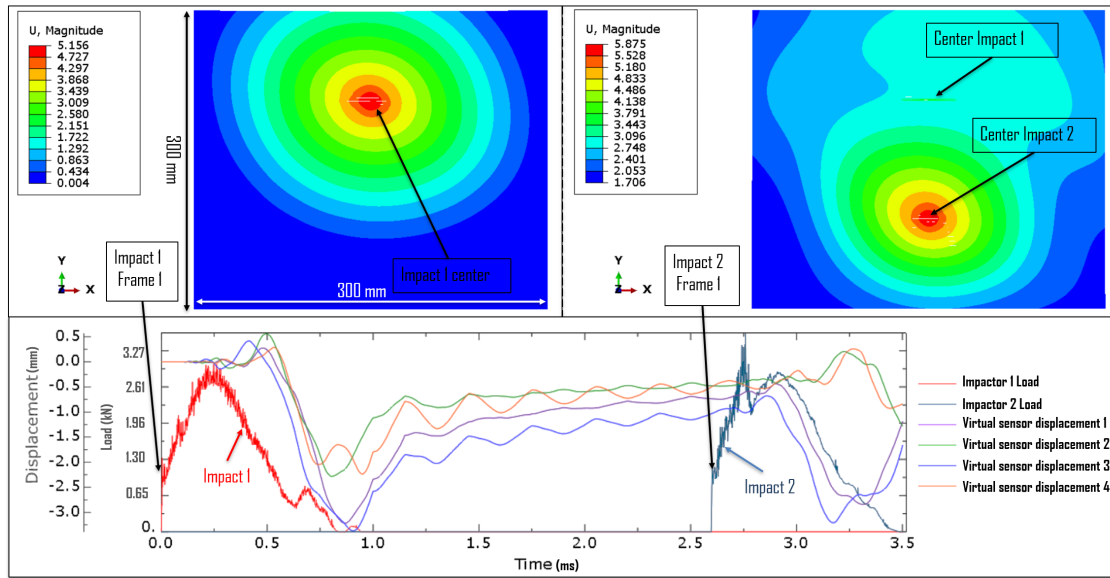 U, Magnitude
5.156
4.727
4.297
3.868
3.439
3.009
2.580
2.151
1.722
1.292
0.863
0.434
0.004
300 mm
Y
Z X
Impact 1
Frame 1
Impact 1 center
300 mm
U, Magnitude
5.875
5.528
5.180
4.833
4.486
4.138
3.791
3.443
3.096
2.748
2.401
2.053
1.706
Center Impact 1
Center Impact 2
Y
Z X
Impact 2
Frame 1
Displacement(mm)
0.5
0.0
-0.5
-1.0
-1.5
-2.0
-2.5
-3.0
Load (kN)
3.27
2.61
1.96
1.30
0.65
0.
Impact 1
Impact 2
0.0
0.5
1.0
1.5
2.0
2.5
3.0
3.5
Time (ms)
Impactor 1 Load
Impactor 2 Load
Virtual sensor displacement 1
Virtual sensor displacement 2
Virtual sensor displacement 3
Virtual sensor displacement 4